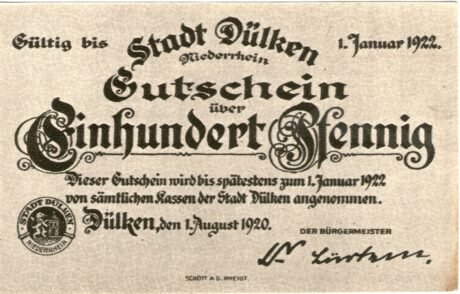 Gültig bis Stadt Dülken 1. Januar 1922.
Niederrhein
Gutschein
über
Einhundert Pfennig
Dieser Gutschein wird bis spätestens zum 1. Januar 1922
von sämtlichen Kassen der Stadt Dülken angenommen.
Dülken, den 1. August 1920.
DER BÜRGERMEISTER
STADT DÜLKEN
NIEDERRHEIN
SCHÖTT A.G. RHEYDT.